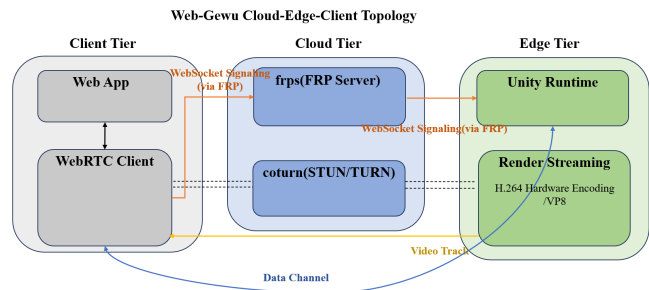 Web-Gewu Cloud-Edge-Client Topology
Client Tier
Cloud Tier
Edge Tier
Web App
WebSocket Signaling
(via FRP)
frps(FRP Server)
Unity Runtime
WebSocket Signaling(via FRP)
WebRTC Client
coturn(STUN/TURN)
Render Streaming
H.264 Hardware Encoding
/VP8
Video Track
Data Channel